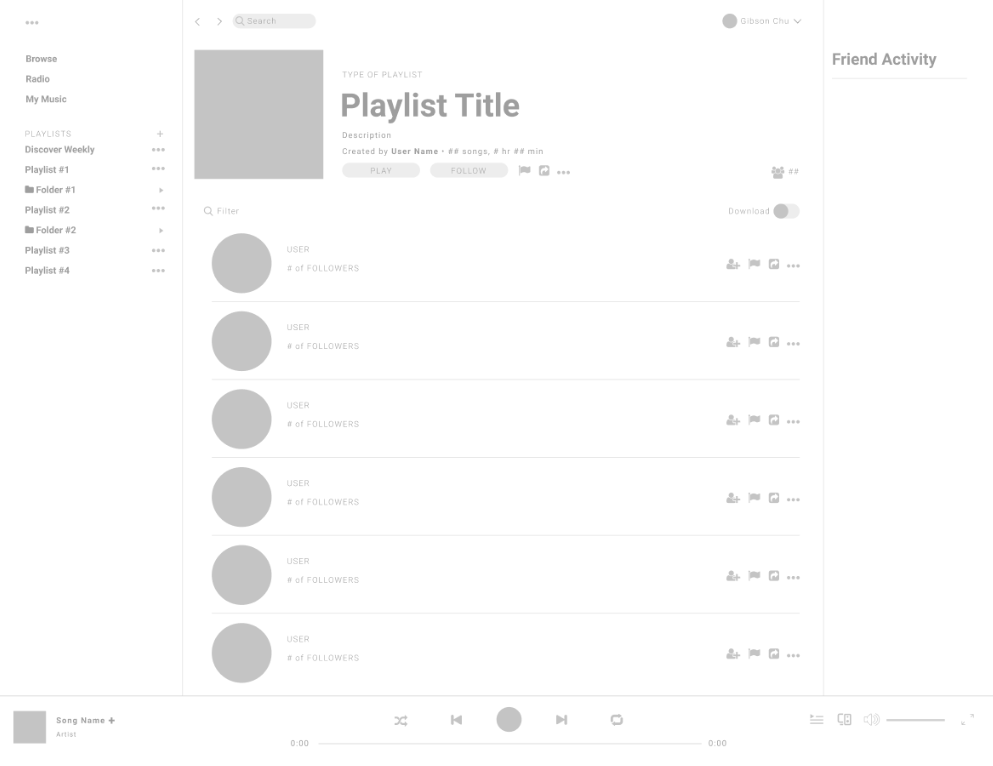 Search
Gibson Chu
Browse
Radio
My Music
PLAYLISTS
Discover Weekly
Playlist #1
Folder #1
Playlist #2
Folder #2
Playlist #3
Playlist #4
TYPE OF PLAYLIST
Playlist Title
Description
Created by User Name • ## songs, # hr ## min
PLAY
FOLLOW
##
Filter
Download
USER
# of FOLLOWERS
USER
# of FOLLOWERS
USER
# of FOLLOWERS
USER
# of FOLLOWERS
USER
# of FOLLOWERS
USER
# of FOLLOWERS
Friend Activity
Song Name +
Artist
0:00
0:00